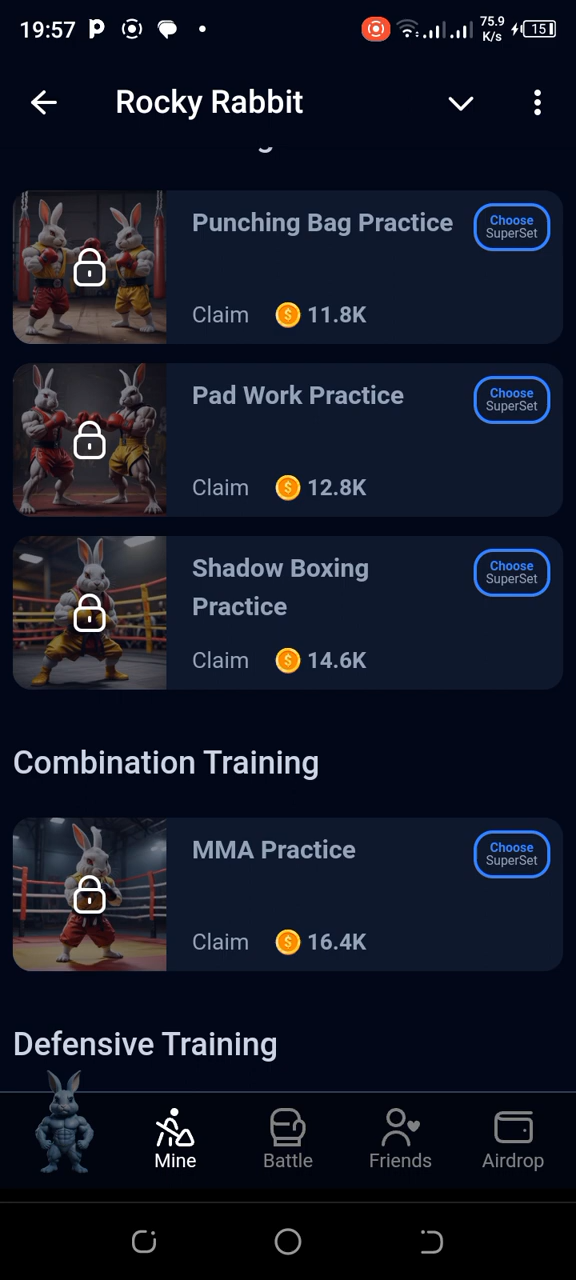 19:57
75.9
K/s
15
Rocky Rabbit
Punching Bag Practice
Choose
SuperSet
Claim 11.8K
Pad Work Practice
Choose
SuperSet
Claim 12.8K
Shadow Boxing
Practice
Choose
SuperSet
Claim 14.6K
Combination Training
MMA Practice
Choose
SuperSet
Claim 16.4K
Defensive Training
Mine
Battle
Friends
Airdrop